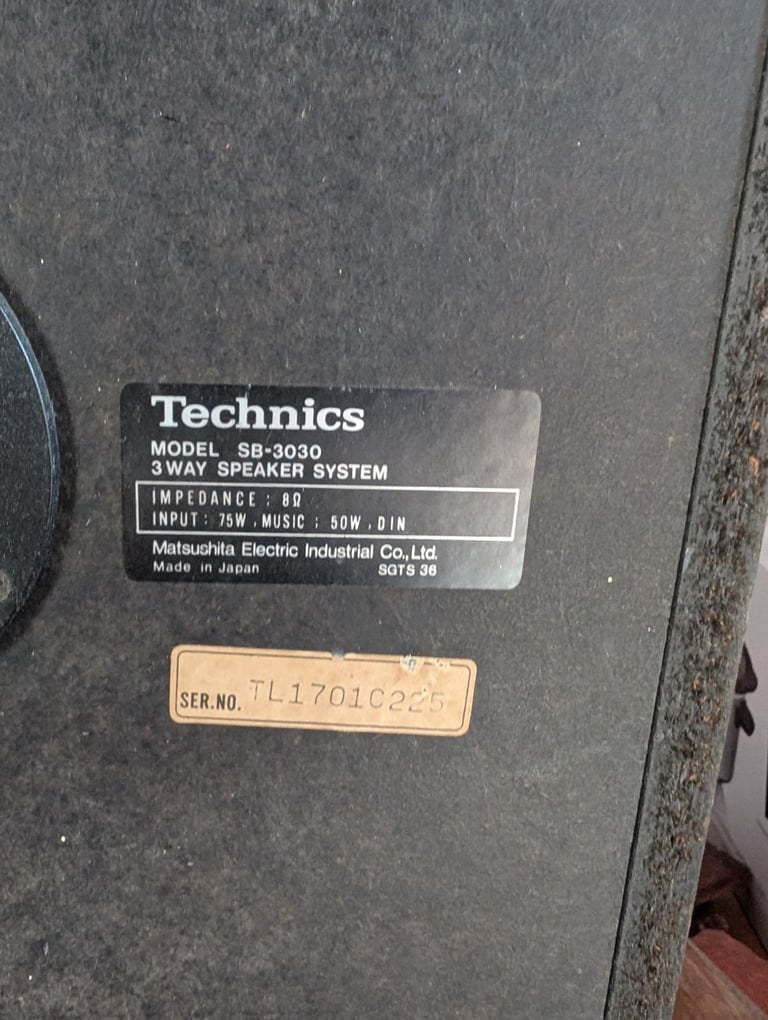 Technics
MODEL SB-3030
3 WAY SPEAKER SYSTEM
IMPEDANCE : 8Ω
INPUT : 75W , MUSIC ; 50W , DIN
Matsushita Electric Industrial Co., Ltd.
Made in Japan SGTS 36
SER.NO. TL1701C225